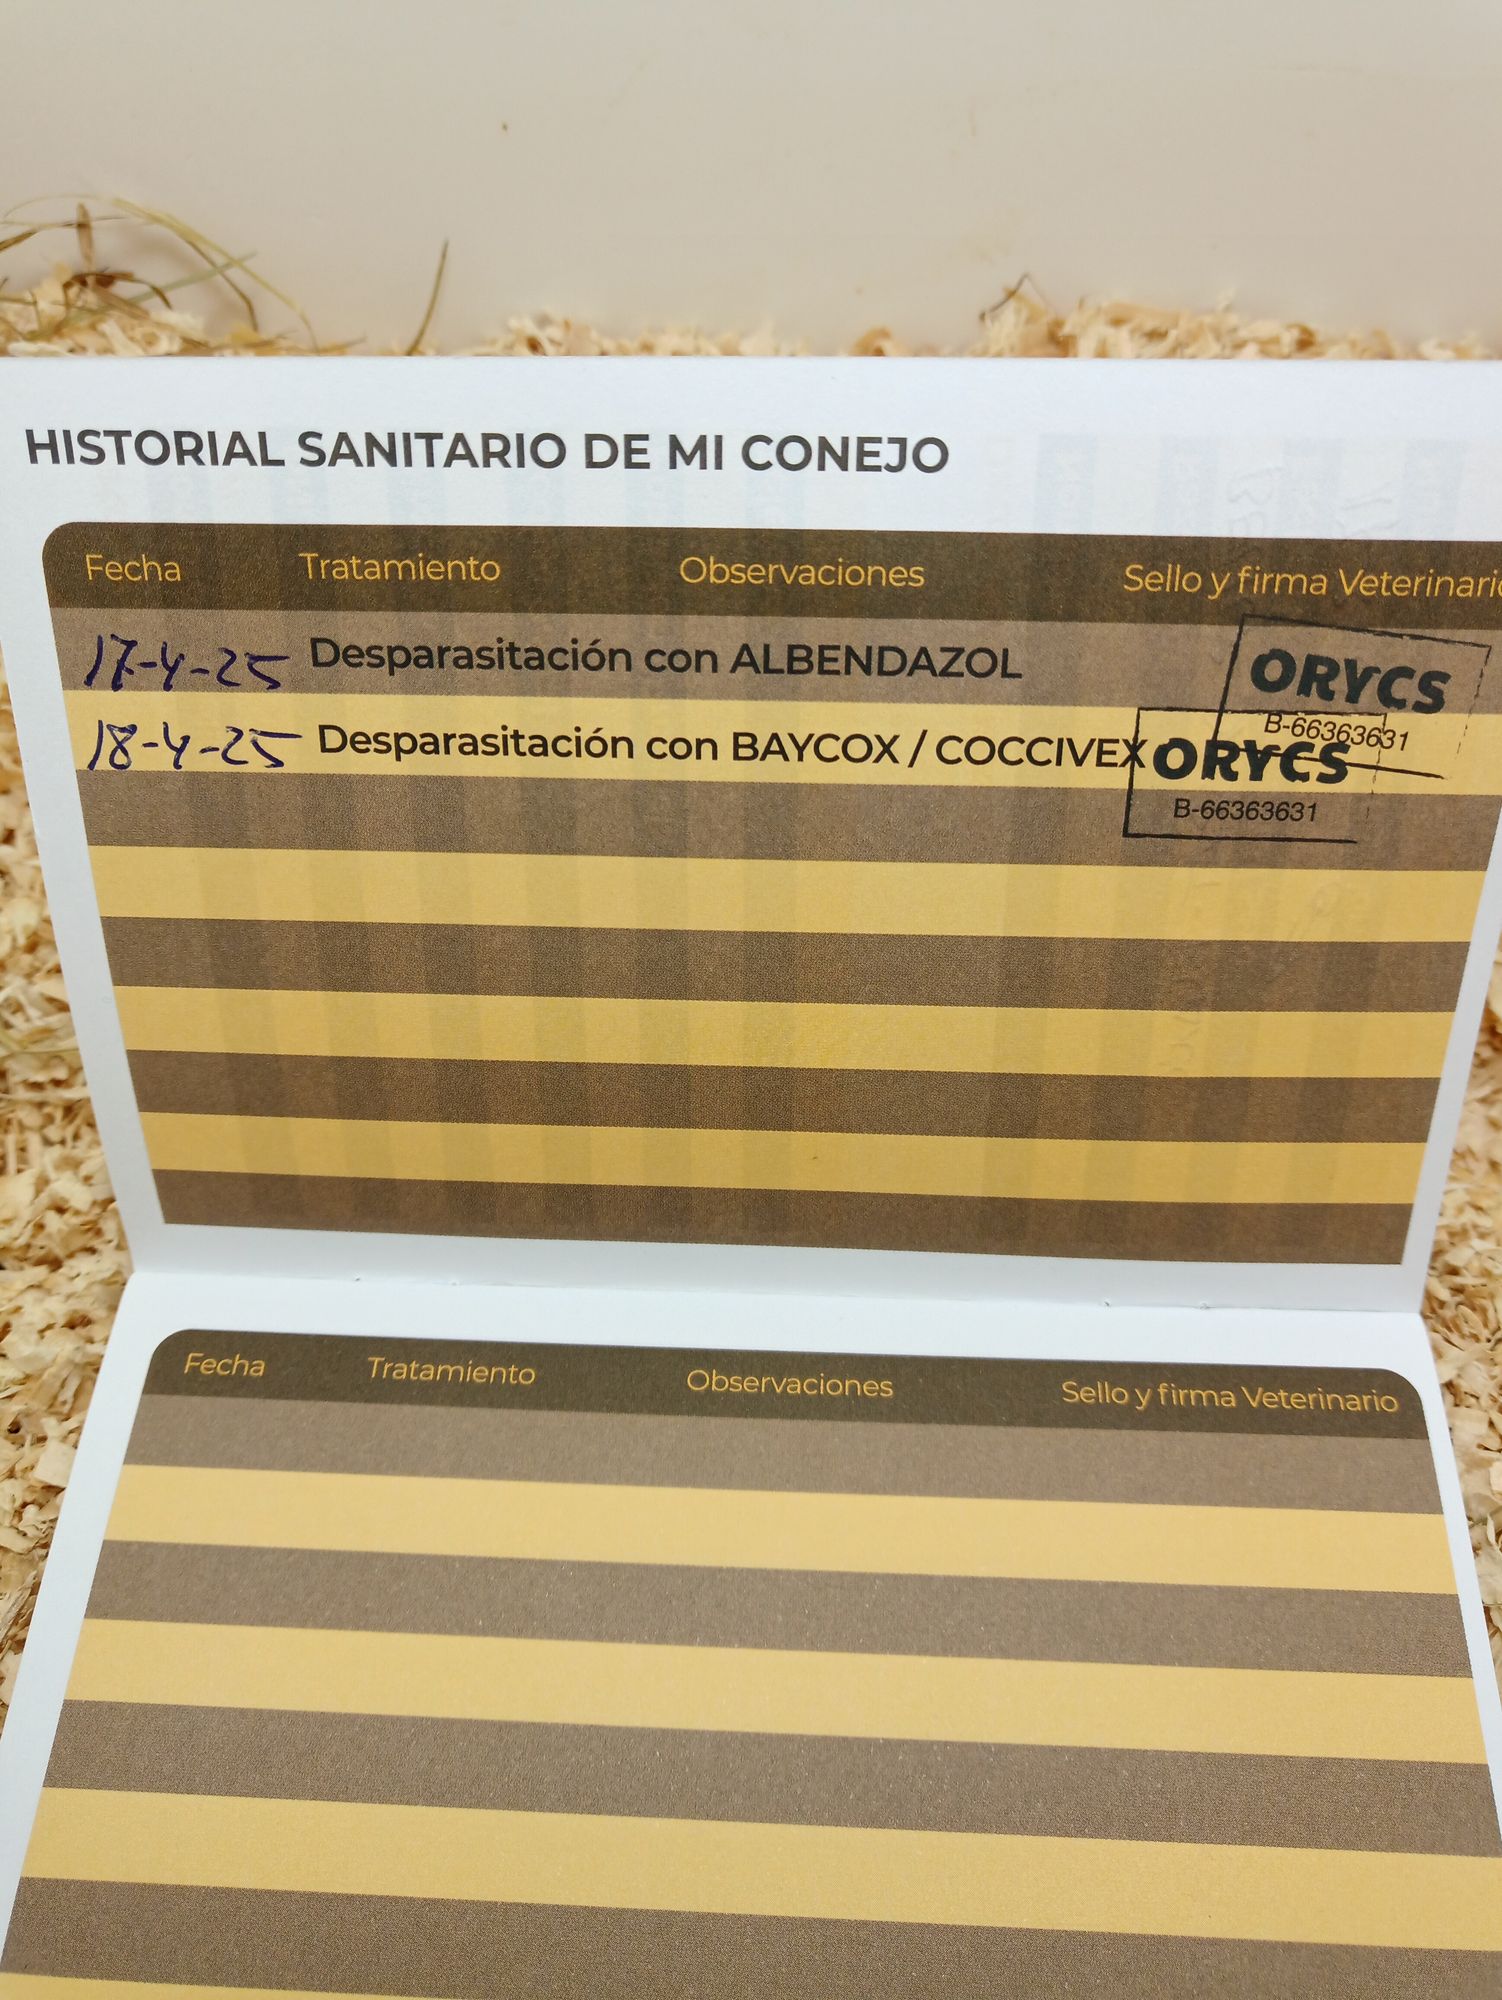 HISTORIAL SANITARIO DE MI CONEJO
Fecha Tratamiento Observaciones Sello y firma Veterinario
17-4-25 Desparasitación con ALBENDAZOL ORYCS
B-66363631
18-4-25 Desparasitación con BAYCOX / COCCIVEX ORYCS
B-66363631
Fecha Tratamiento Observaciones Sello y firma Veterinario